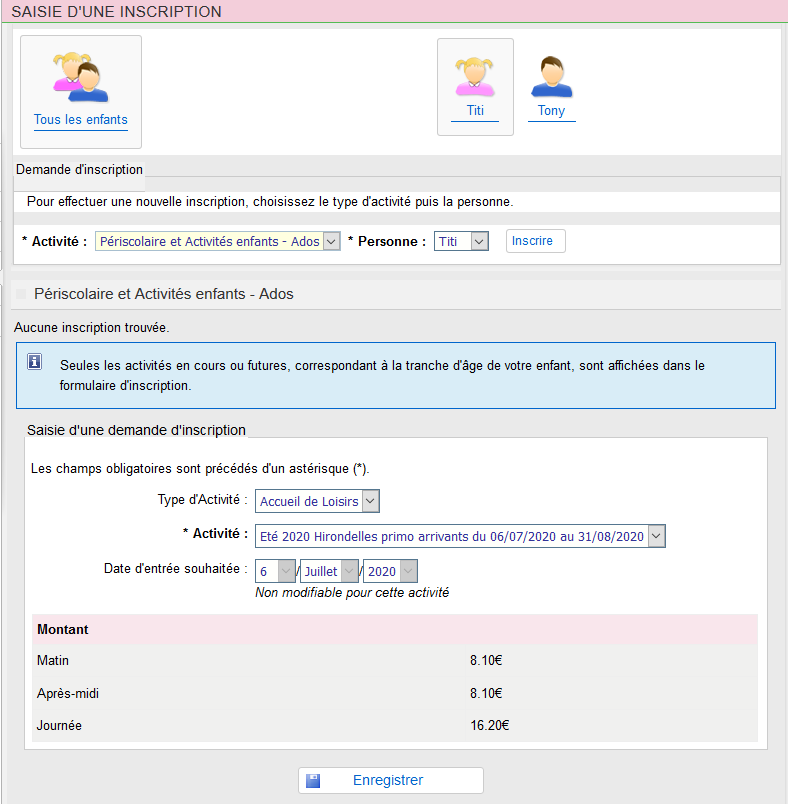 SAISIE D'UNE INSCRIPTION
Tous les enfants
Titi
Tony
Demande d'inscription
Pour effectuer une nouvelle inscription, choisissez le type d'activité puis la personne.
* Activité : Périscolaire et Activités enfants - Ados * Personne : Titi Inscrire
Périscolaire et Activités enfants - Ados
Aucune inscription trouvée.
Seules les activités en cours ou futures, correspondant à la tranche d'âge de votre enfant, sont affichées dans le
formulaire d'inscription.
Saisie d'une demande d'inscription
Les champs obligatoires sont précédés d'un astérisque (*).
Type d'Activité : Accueil de Loisirs
* Activité : Eté 2020 Hirondelles primo arrivants du 06/07/2020 au 31/08/2020
Date d'entrée souhaitée : 6 / Juillet / 2020
Non modifiable pour cette activité
Montant
Matin 8.10€
Après-midi 8.10€
Journée 16.20€
Enregistrer